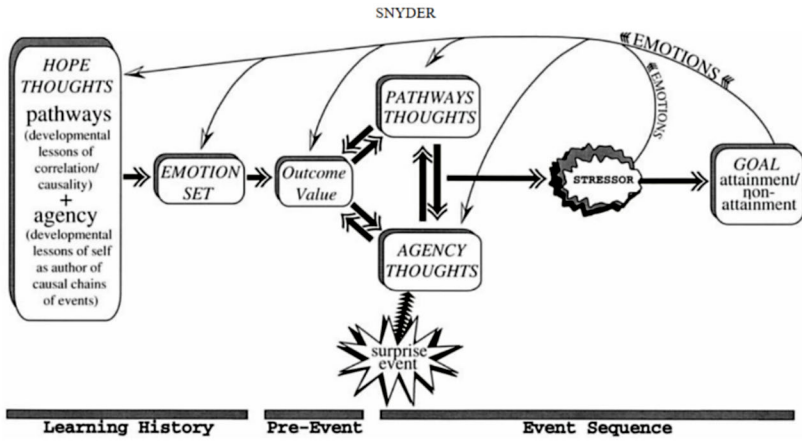 SNYDER
EMOTIONS
EMOTIONS
HOPE
THOUGHTS
pathways
(developmental
lessons of
correlation/
causality)
+
agency
(developmental
lessons of self
as author of
causal chains
of events)
EMOTION
SET
Outcome
Value
PATHWAYS
THOUGHTS
AGENCY
THOUGHTS
surprise
event
STRESSOR
GOAL
attainment/
non-
attainment
Learning History
Pre-Event
Event Sequence